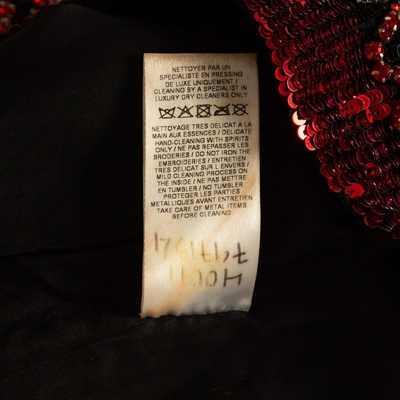 NETTOYER PAR UN
SPECIALISTE EN PRESSING
DE LUXE UNIQUEMENT /
CLEANING BY A SPECIALIST IN
LUXURY DRY CLEANERS ONLY
NETTOYAGE TRES DELICAT A LA
MAIN AUX ESSENCES / DELICATE
HAND-CLEANING WITH SPIRITS
ONLY / NE PAS REPASSER LES
BRODERIES / DO NOT IRON THE
EMBROIDERIES / ENTRETIEN
TRES DELICAT SUR L ENVERS /
MILD CLEANING PROCESS ON
THE INSIDE / NE PAS METTRE
EN TUMBLER / NO TUMBLER
PROTEGER LES PARTIES
METALLIQUES AVANT ENTRETIEN
TAKE CARE OF METAL ITEMS
BEFORE CLEANING